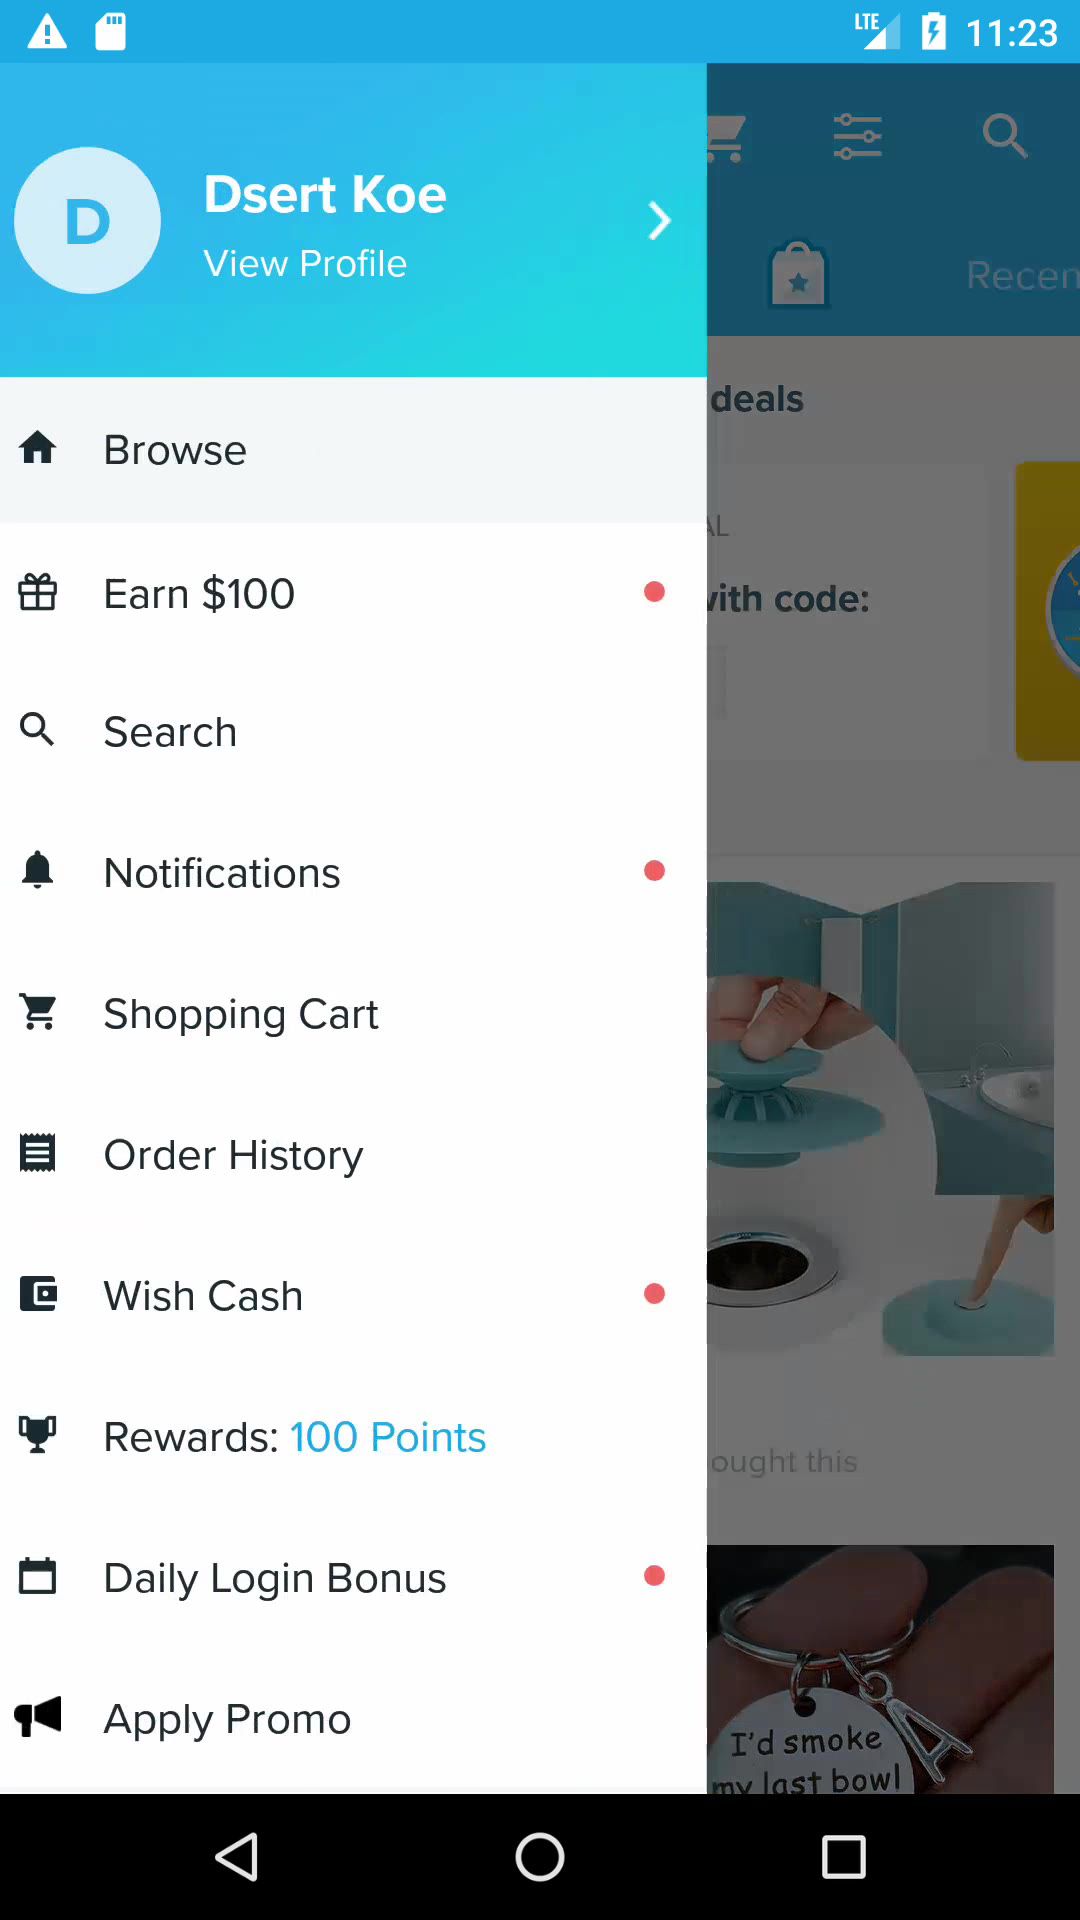 LTE 11:23
D
Dsert Koe
View Profile
Recen
deals
Browse
AL
Earn $100
with code:
Search
Notifications
Shopping Cart
Order History
Wish Cash
Rewards: 100 Points
ought this
Daily Login Bonus
Apply Promo
I'd smoke
my last bowl
A